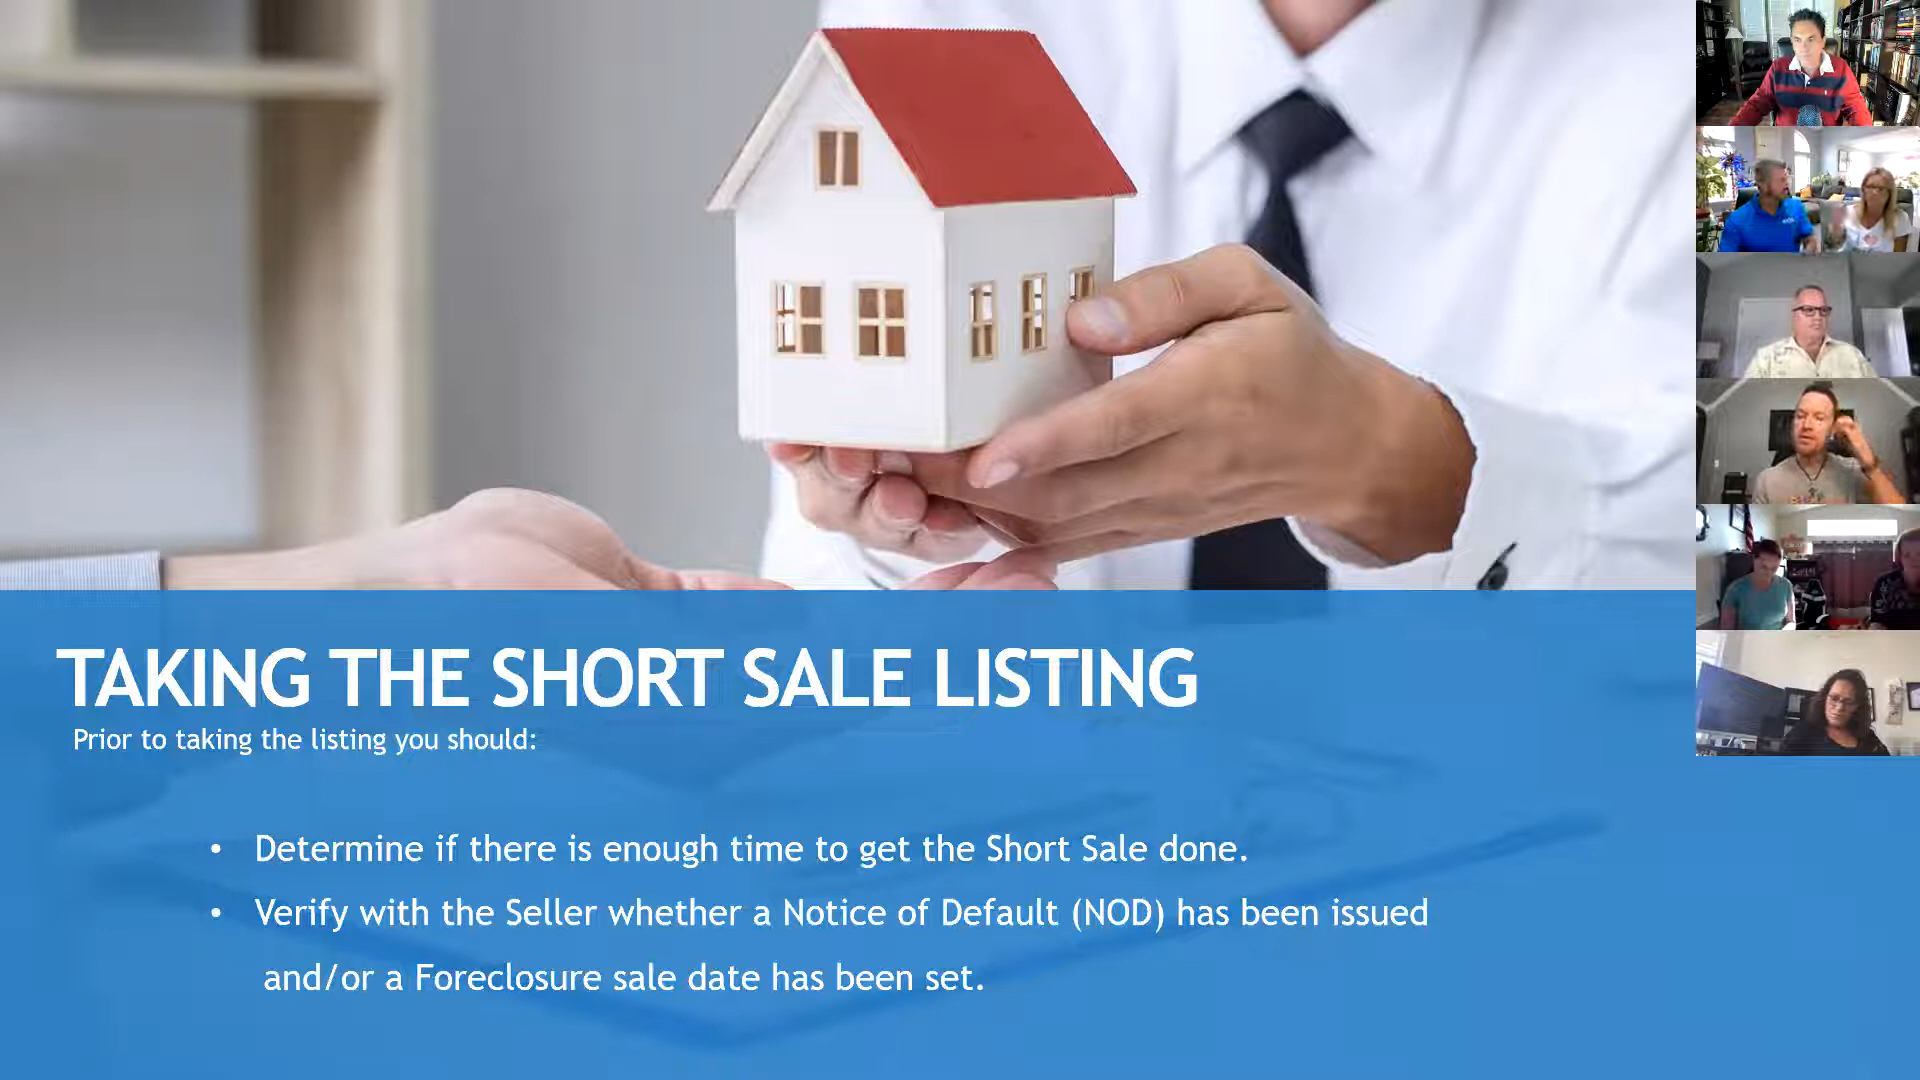 TAKING THE SHORT SALE LISTING
Prior to taking the listing you should:
• Determine if there is enough time to get the Short Sale done.
• Verify with the Seller whether a Notice of Default (NOD) has been issued
and/or a Foreclosure sale date has been set.